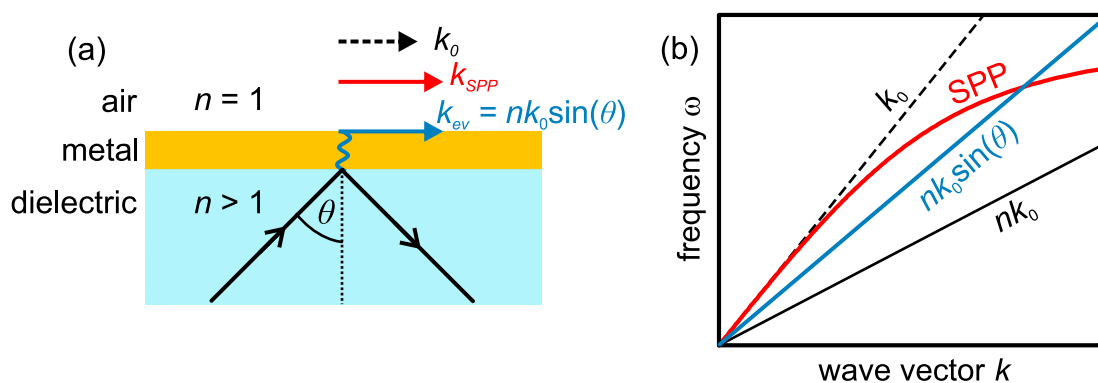 (a)
k0
kSPP
air n = 1
kev = nk0sin(θ)
metal
dielectric n > 1
θ
(b)
frequency ω
k0
SPP
nk0sin(θ)
nk0
wave vector k